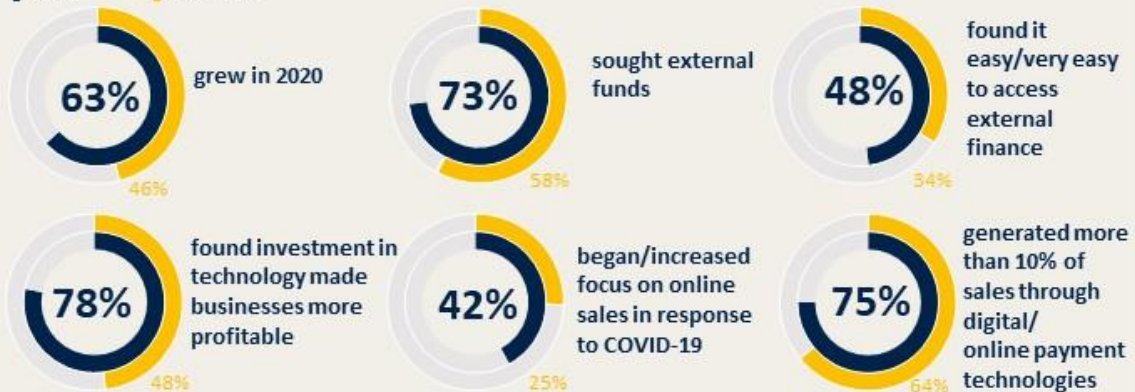 63%
grew in 2020
46%
73%
sought external
funds
58%
48%
found it
easy/very easy
to access
external
finance
34%
78%
found investment in
technology made
businesses more
profitable
48%
42%
began/increased
focus on online
sales in response
to COVID-19
25%
75%
generated more
than 10% of
sales through
digital/
online payment
technologies
64%